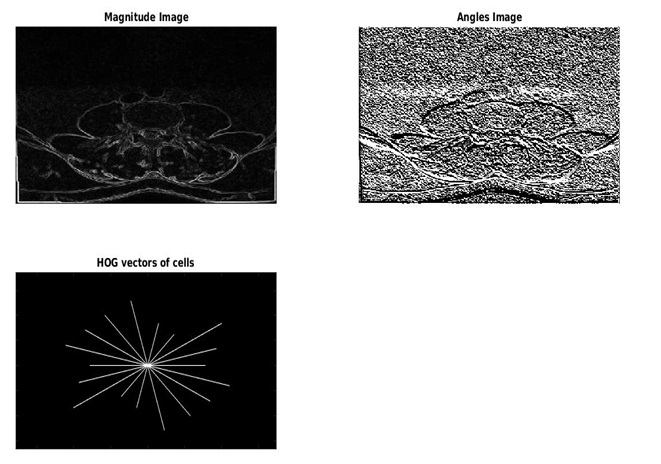 Magnitude Image
Angles Image
HOG vectors of cells